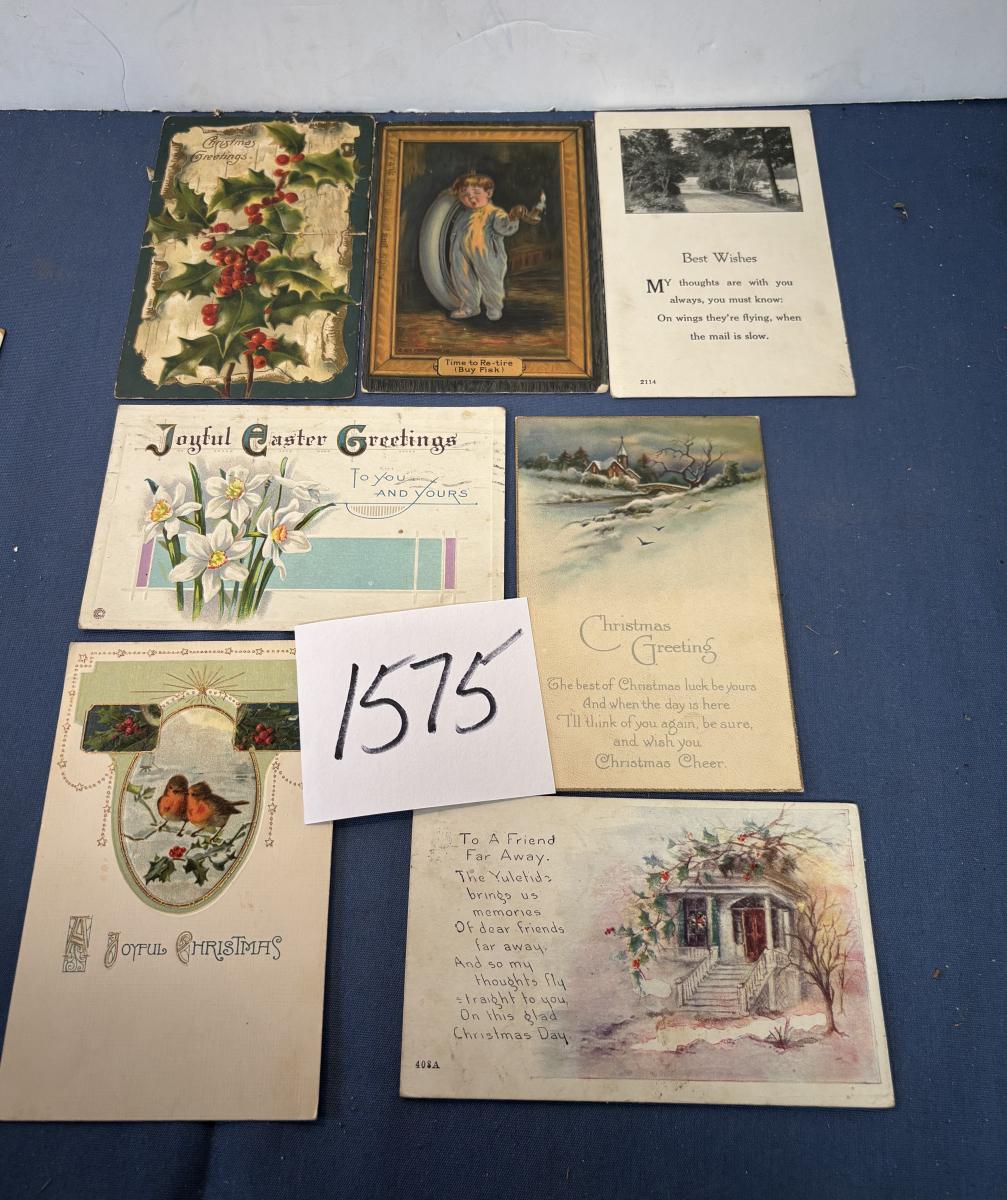 Christmas
Greetings.
Time to Re-tire
(Buy Fisk)
Best Wishes
MY thoughts are with you
always, you must know:
On wings they're flying, when
the mail is slow.
2114
Joyful Easter Greetings
To you
AND YOURS
Christmas
Greeting
The best of Christmas luck be yours
And when the day is here
I'll think of you again, be sure,
and wish you
Christmas Cheer.
1575
A JOYFUL CHRISTMAS
To A Friend
Far Away.
The Yuletide
brings us
memories
Of dear friends
far away.
And so my
thoughts fly
straight to you
On this glad
Christmas Day.
408A